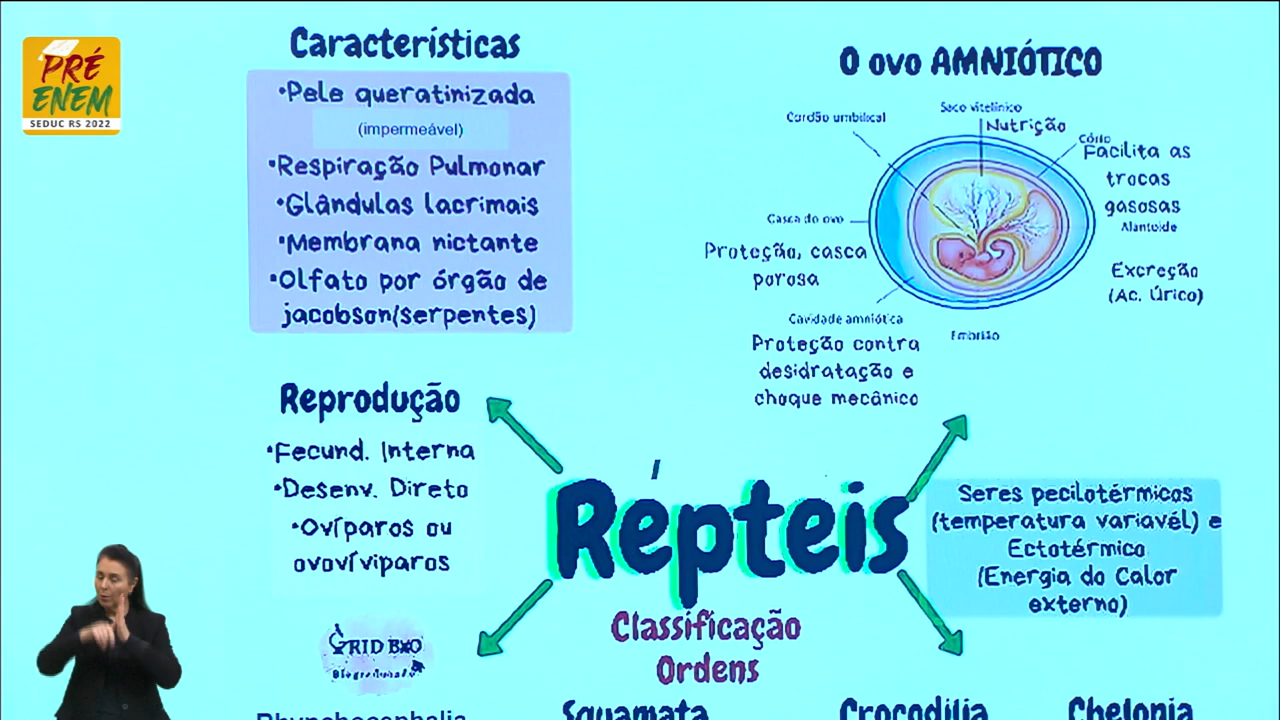 PRÉ
ENEM
SEDUC RS 2022
Características
•Pele queratinizada
(impermeável)
•Respiração Pulmonar
•Glândulas lacrimais
•Membrana nictante
•Olfato por órgão de
jacobson(serpentes)
O ovo AMNIÓTICO
Saco vitelínico
Cordão umbilical
Nutrição
Cório
Facilita as
trocas
gasosas
Casca do ovo
Alantoide
Proteção, casca
porosa
Excreção
(Ac. Úrico)
Cavidade amniótica
Embrião
Proteção contra
desidratação e
choque mecânico
Reprodução
•Fecund. Interna
•Desenv. Direto
•Ovíparos ou
ovovíviparos
Répteis
Seres pecilotérmicos
(temperatura variavél) e
Ectotérmico
(Energia do Calor
externo)
Classificação
Ordens
GRID BIO
Rhynchocephalia
Squamata
Crocodilia
Chelonia